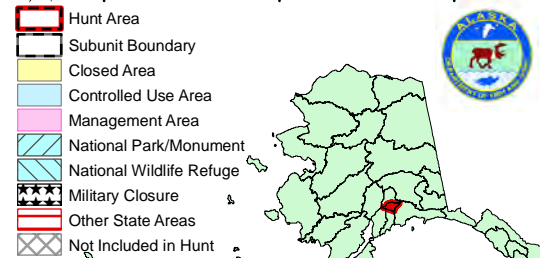 Hunt Area
Subunit Boundary
Closed Area
Controlled Use Area
Management Area
National Park/Monument
National Wildlife Refuge
Military Closure
Other State Areas
Not Included in Hunt
ALASKA